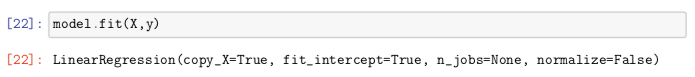 [22]: model.fit(X,y)
[22]: LinearRegression(copy_X=True, fit_intercept=True, n_jobs=None, normalize=False)